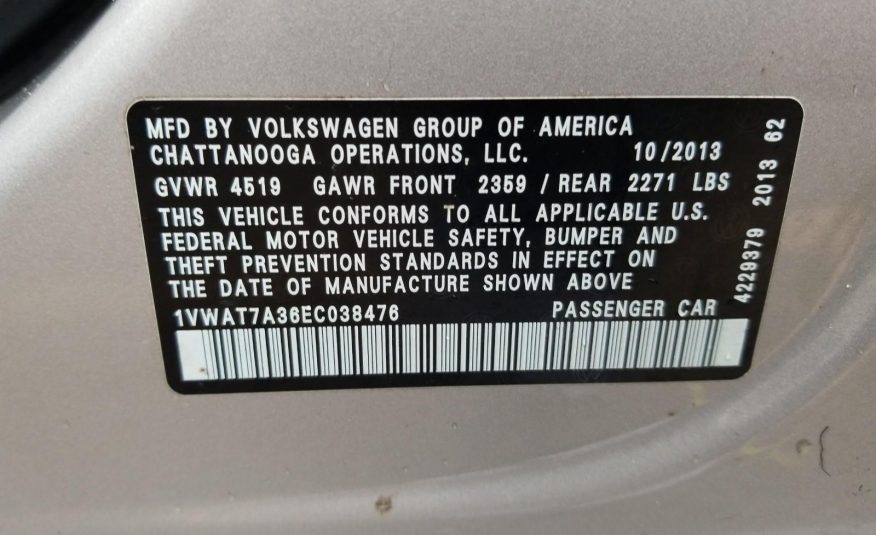 MFD BY VOLKSWAGEN GROUP OF AMERICA
CHATTANOOGA OPERATIONS, LLC. 10/2013
GVWR 4519 GAWR FRONT 2359 / REAR 2271 LBS
THIS VEHICLE CONFORMS TO ALL APPLICABLE U.S.
FEDERAL MOTOR VEHICLE SAFETY, BUMPER AND
THEFT PREVENTION STANDARDS IN EFFECT ON
THE DATE OF MANUFACTURE SHOWN ABOVE
1VWAT7A36EC038476 PASSENGER CAR
4229379 2013 62